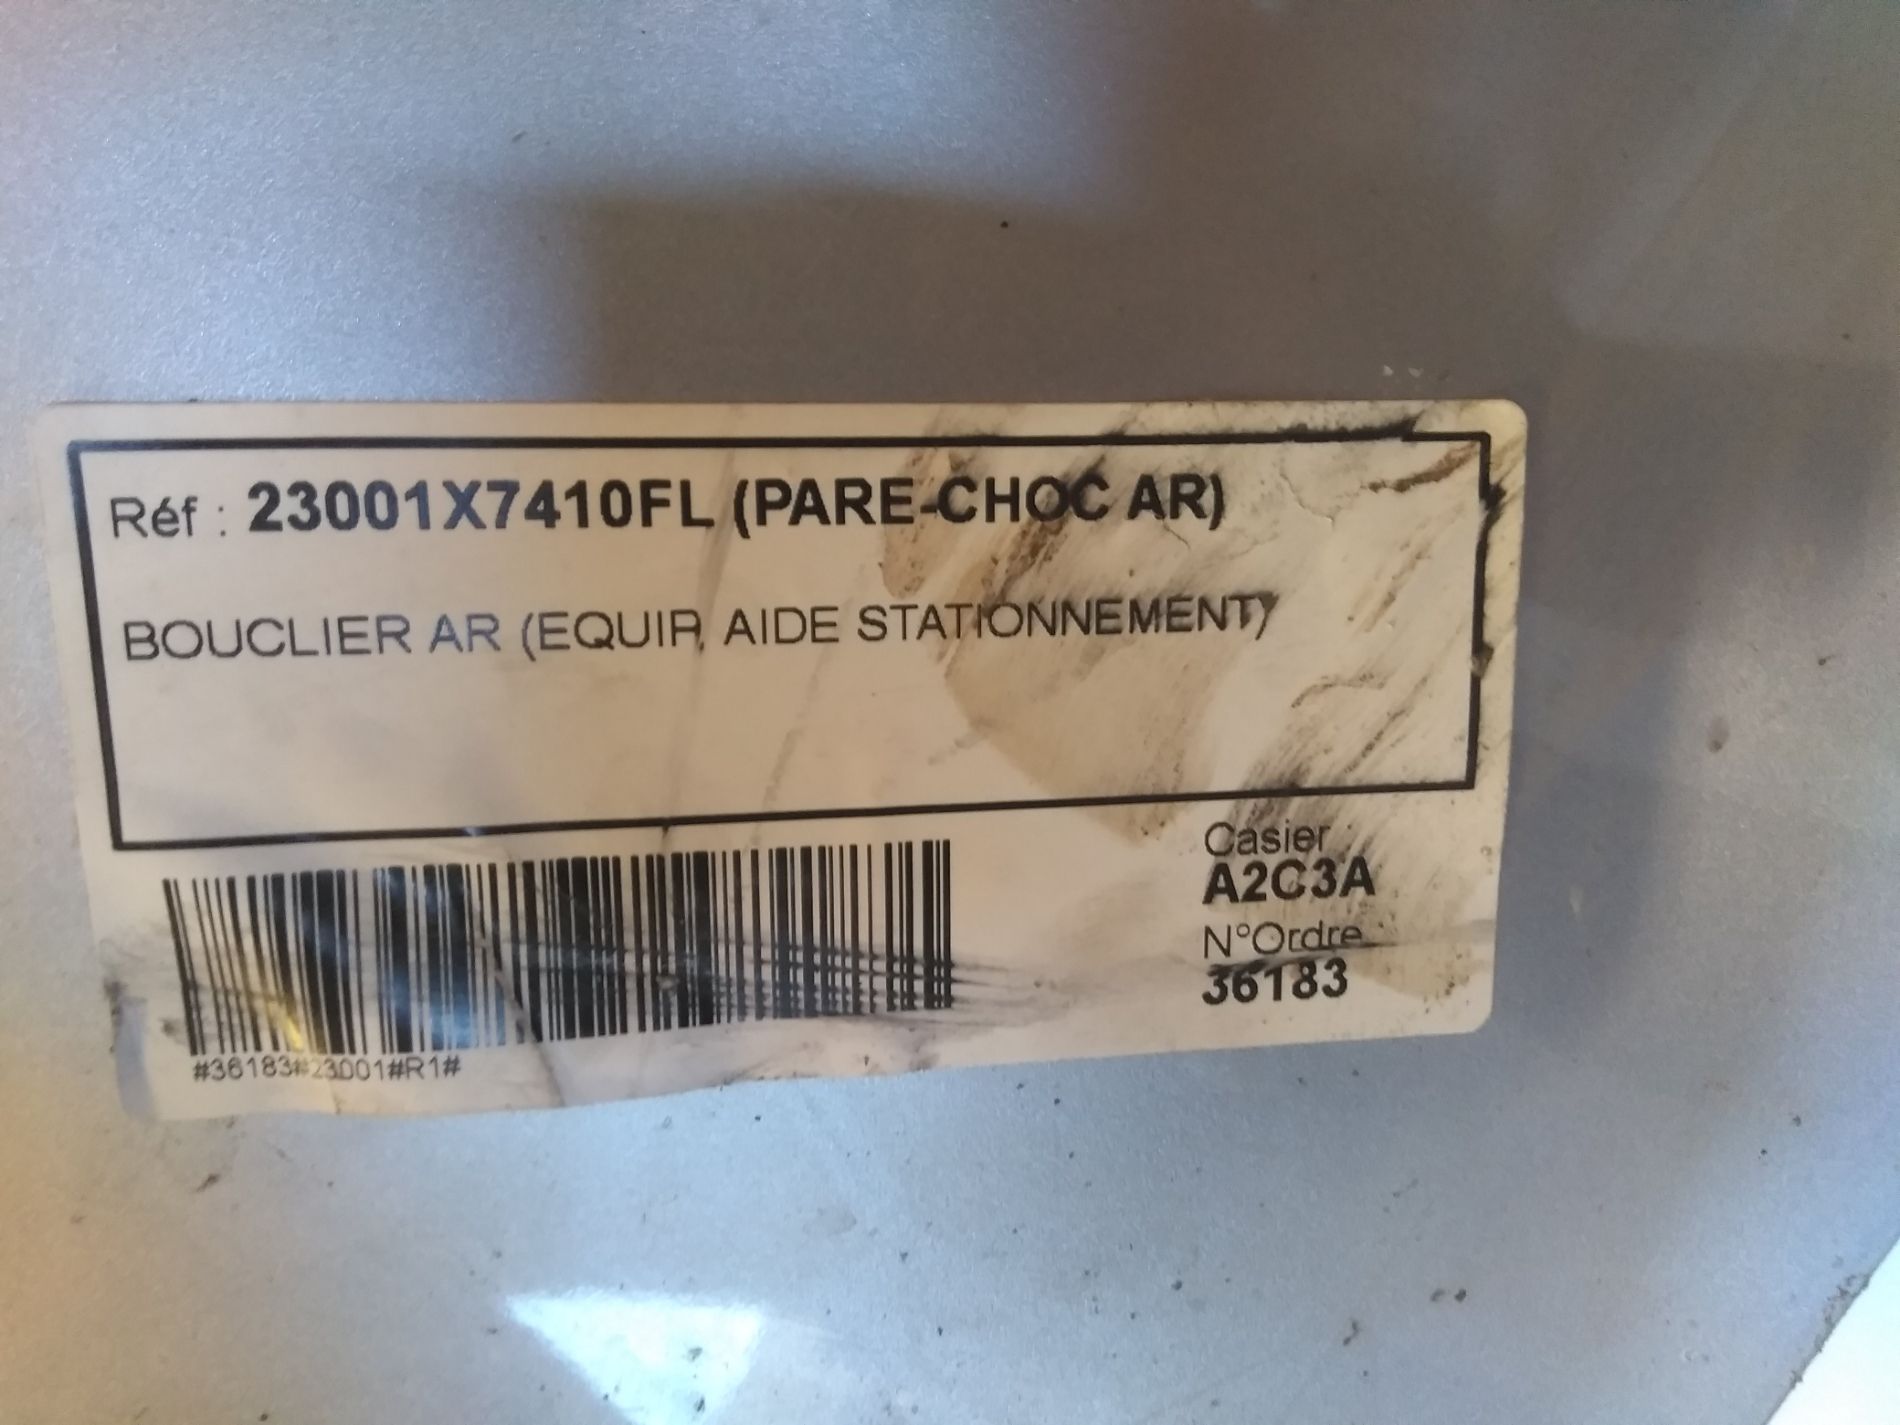 Réf : 23001X7410FL (PARE-CHOC AR)
BOUCLIER AR (EQUIP. AIDE STATIONNEMENT)
Casier :
A2C3A
N°Ordre :
36183
#36183#23001#R1#